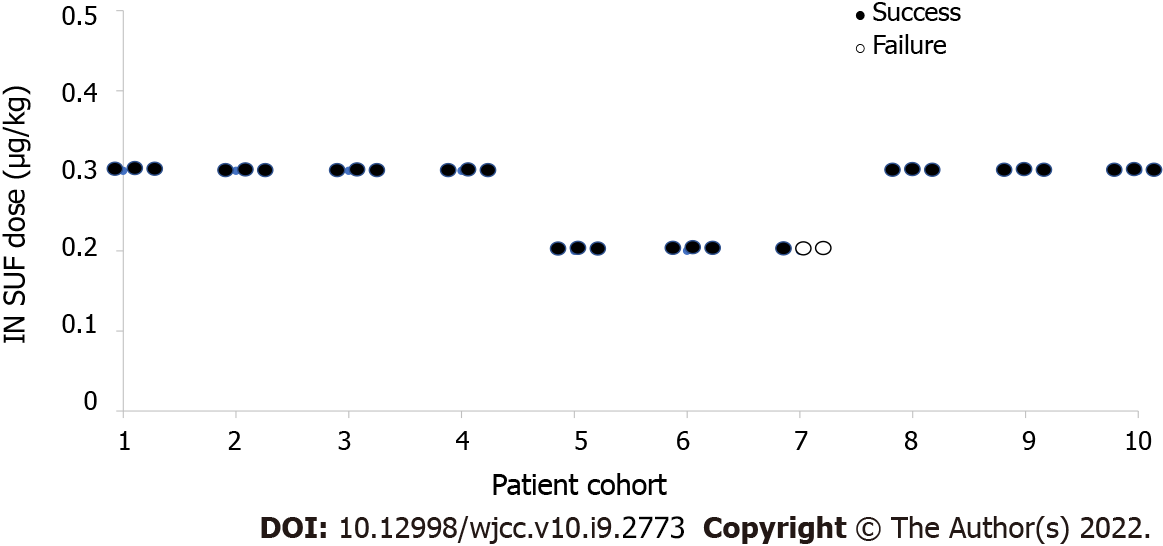 Success
Failure
IN SUF dose (µg/kg)
0.5
0.4
0.3
0.2
0.1
0
1 2 3 4 5 6 7 8 9 10
Patient cohort
DOI: 10.12998/wjcc.v10.i9.2773 Copyright © The Author(s) 2022.